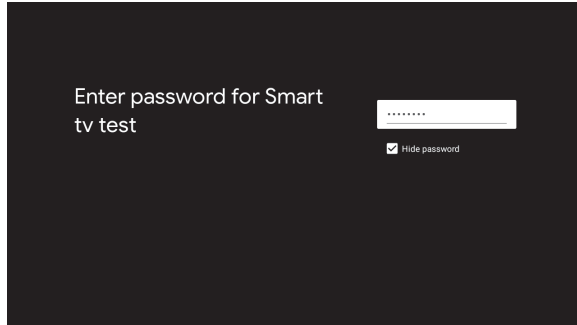 Enter password for Smart
tv test
••••••••
Hide password